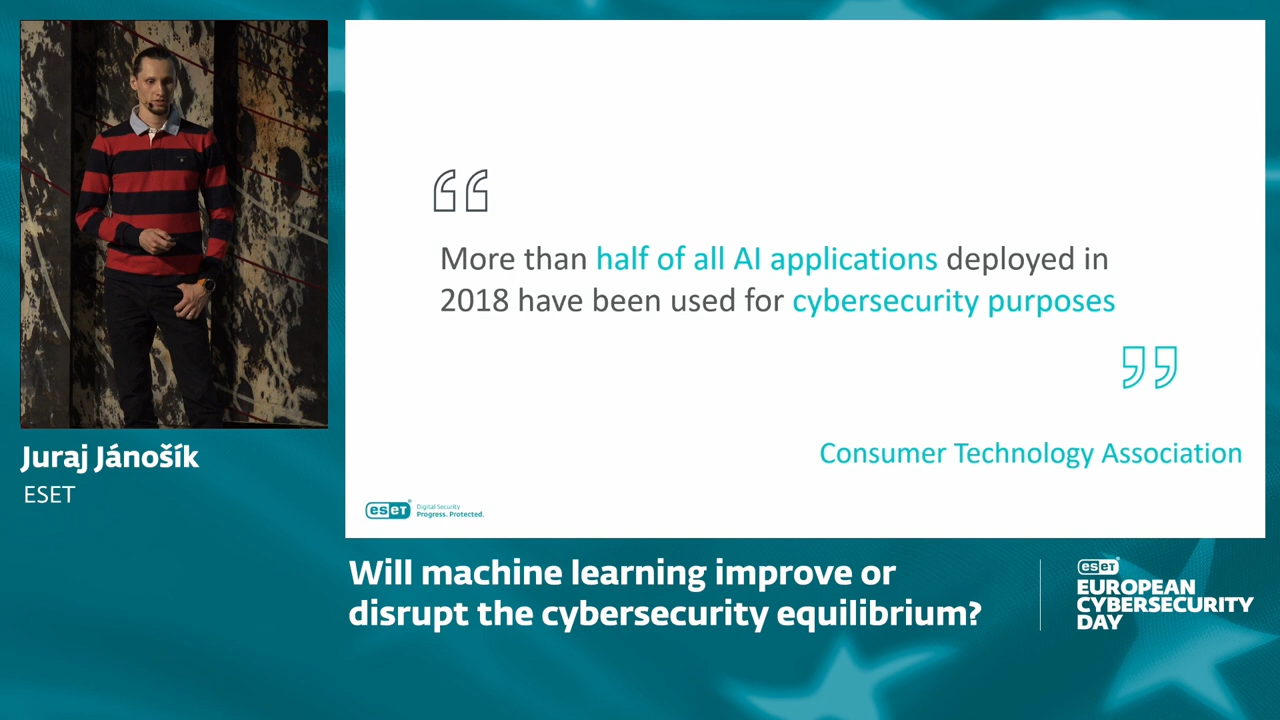 More than half of all AI applications deployed in
2018 have been used for cybersecurity purposes
Consumer Technology Association
eseT® Digital Security
Progress. Protected.
Juraj Jánošík
ESET
Will machine learning improve or
disrupt the cybersecurity equilibrium?
eseT®
EUROPEAN
CYBERSECURITY
DAY